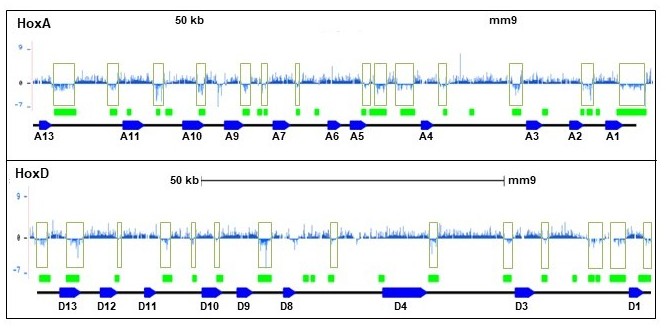 HoxA 50 kb mm9
9
0
-7
A13 A11 A10 A9 A7 A6 A5 A4 A3 A2 A1
HoxD
50 kb mm9
9
0
-7
D13 D12 D11 D10 D9 D8 D4 D3 D1